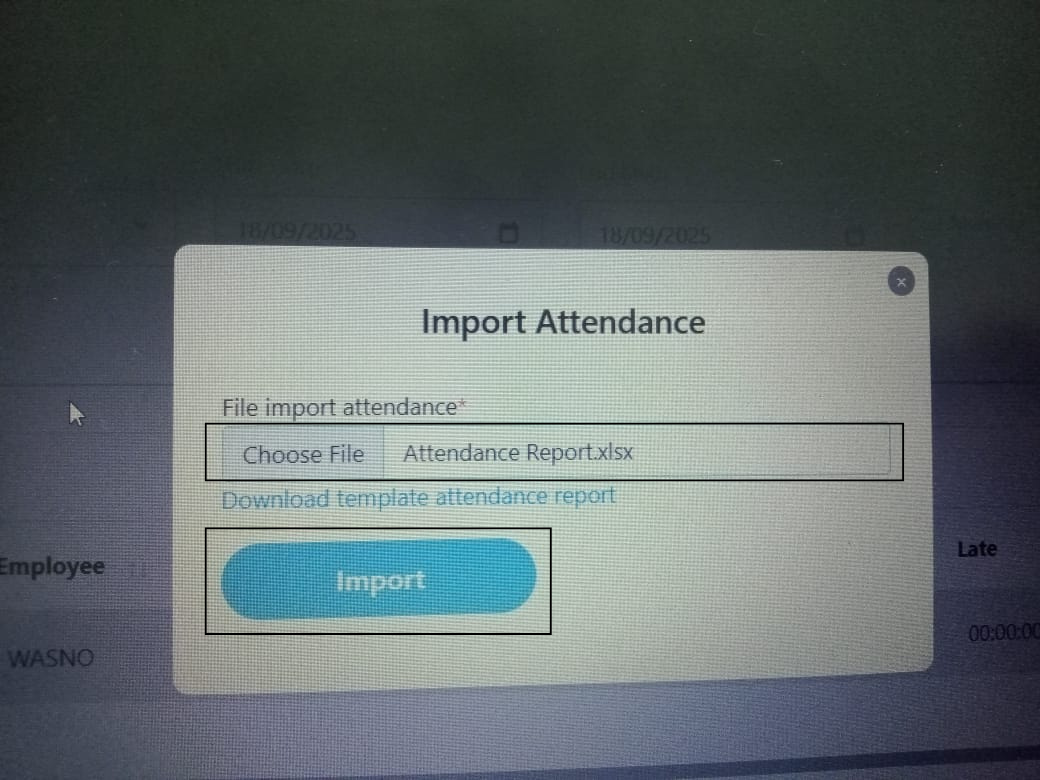 18/09/2025 18/09/2025
Import Attendance
File import attendance*
Choose File Attendance Report.xlsx
Download template attendance report
Employee Late
Import
WASNO 00:00:00